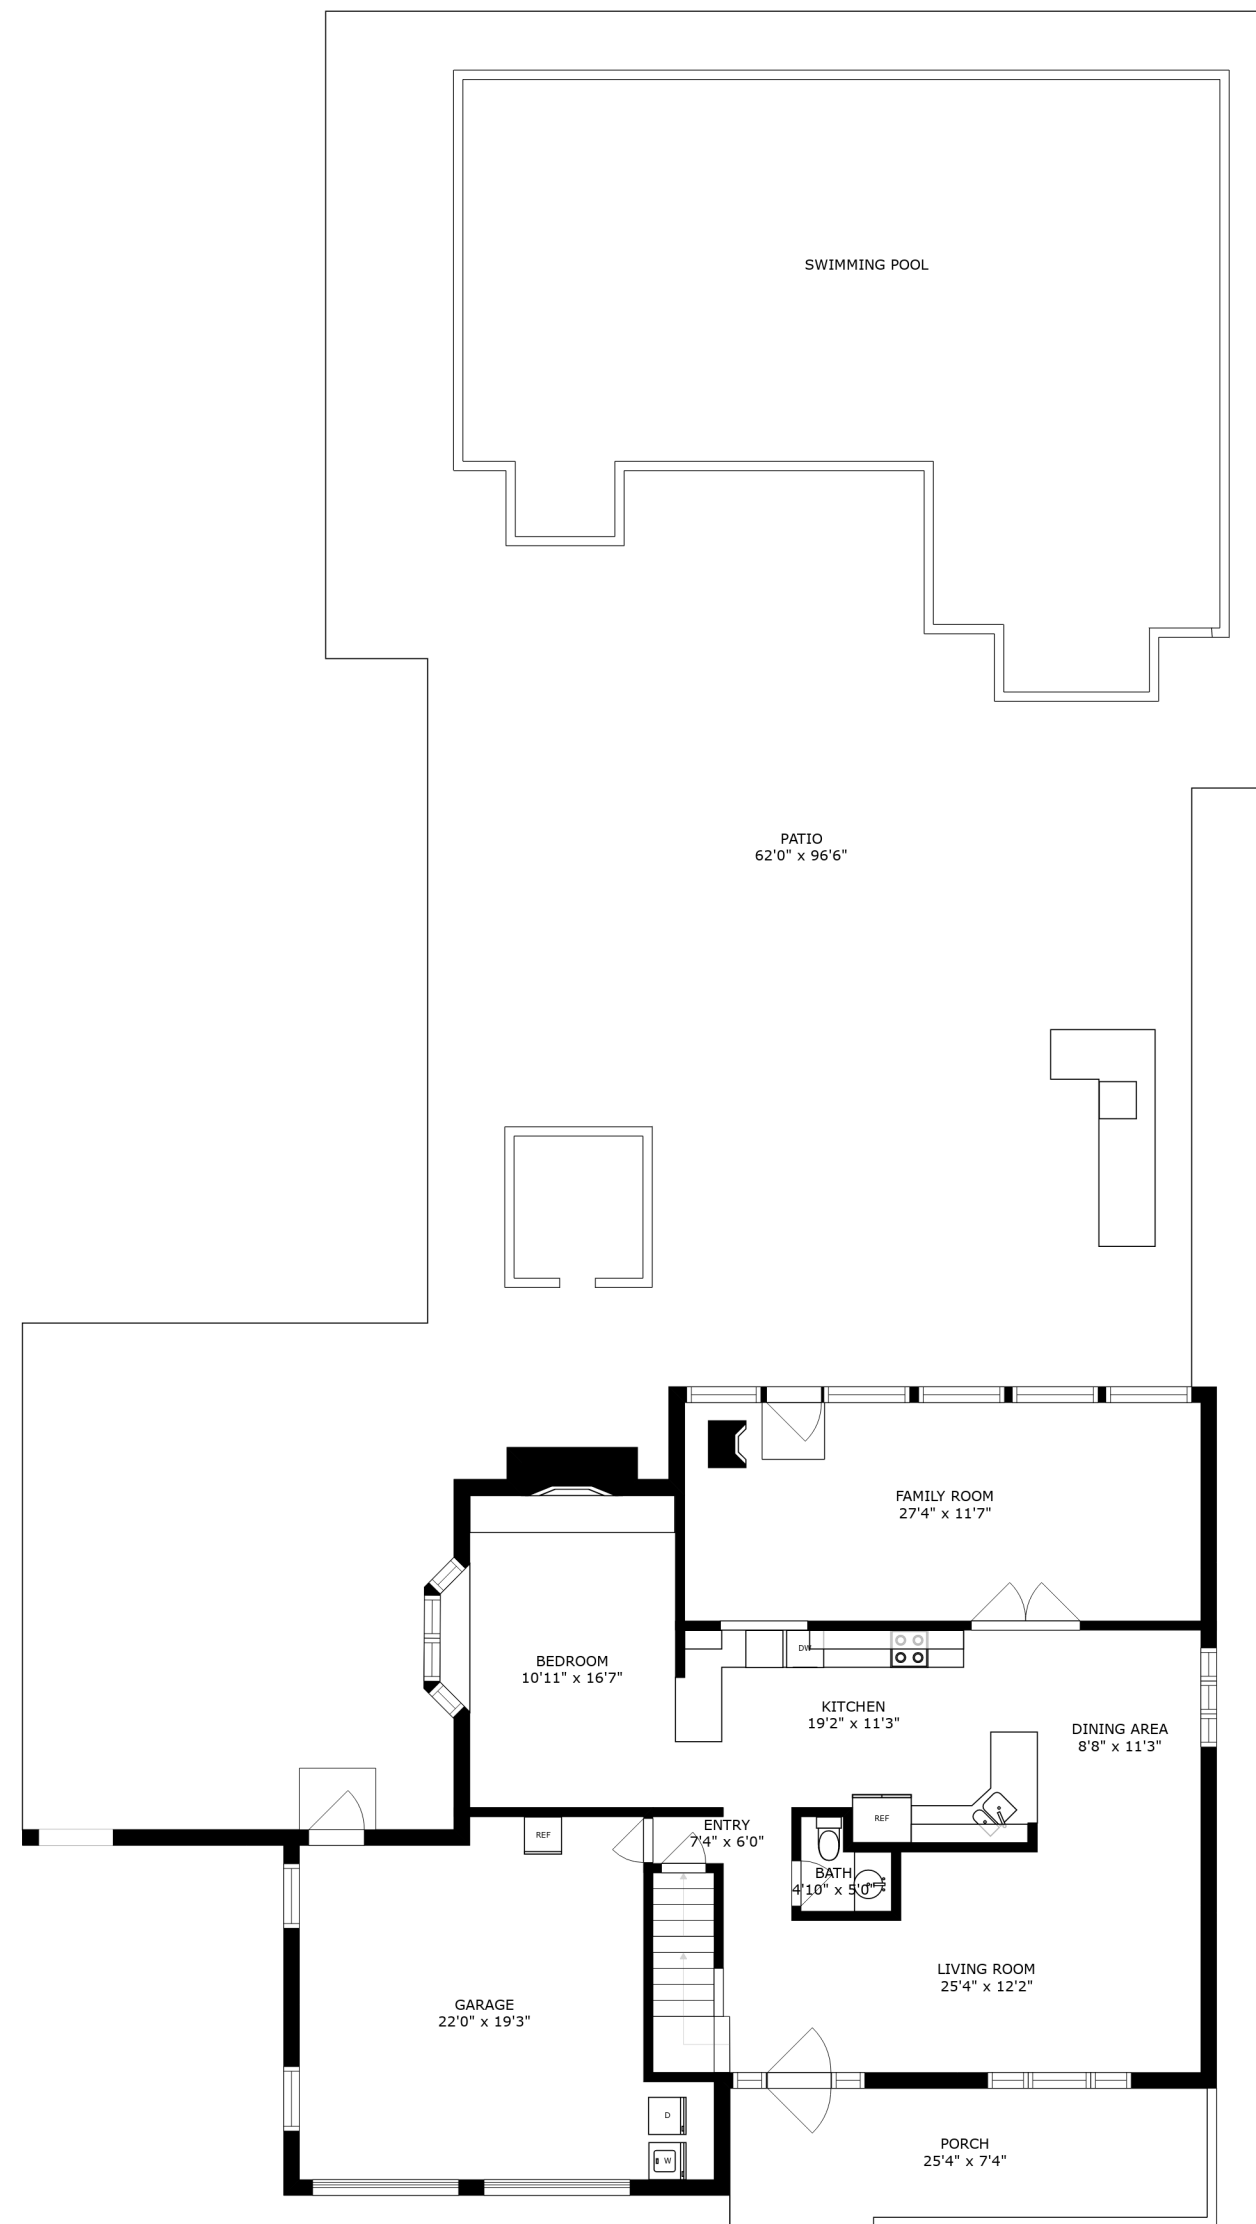 SWIMMING POOL
PATIO
62'0" x 96'6"
FAMILY ROOM
27'4" x 11'7"
DW
BEDROOM
10'11" x 16'7"
KITCHEN
19'2" x 11'3"
DINING AREA
8'8" x 11'3"
REF
REF
ENTRY
7'4" x 6'0"
BATH
4'10" x 5'0"
LIVING ROOM
25'4" x 12'2"
GARAGE
22'0" x 19'3"
D
W
PORCH
25'4" x 7'4"